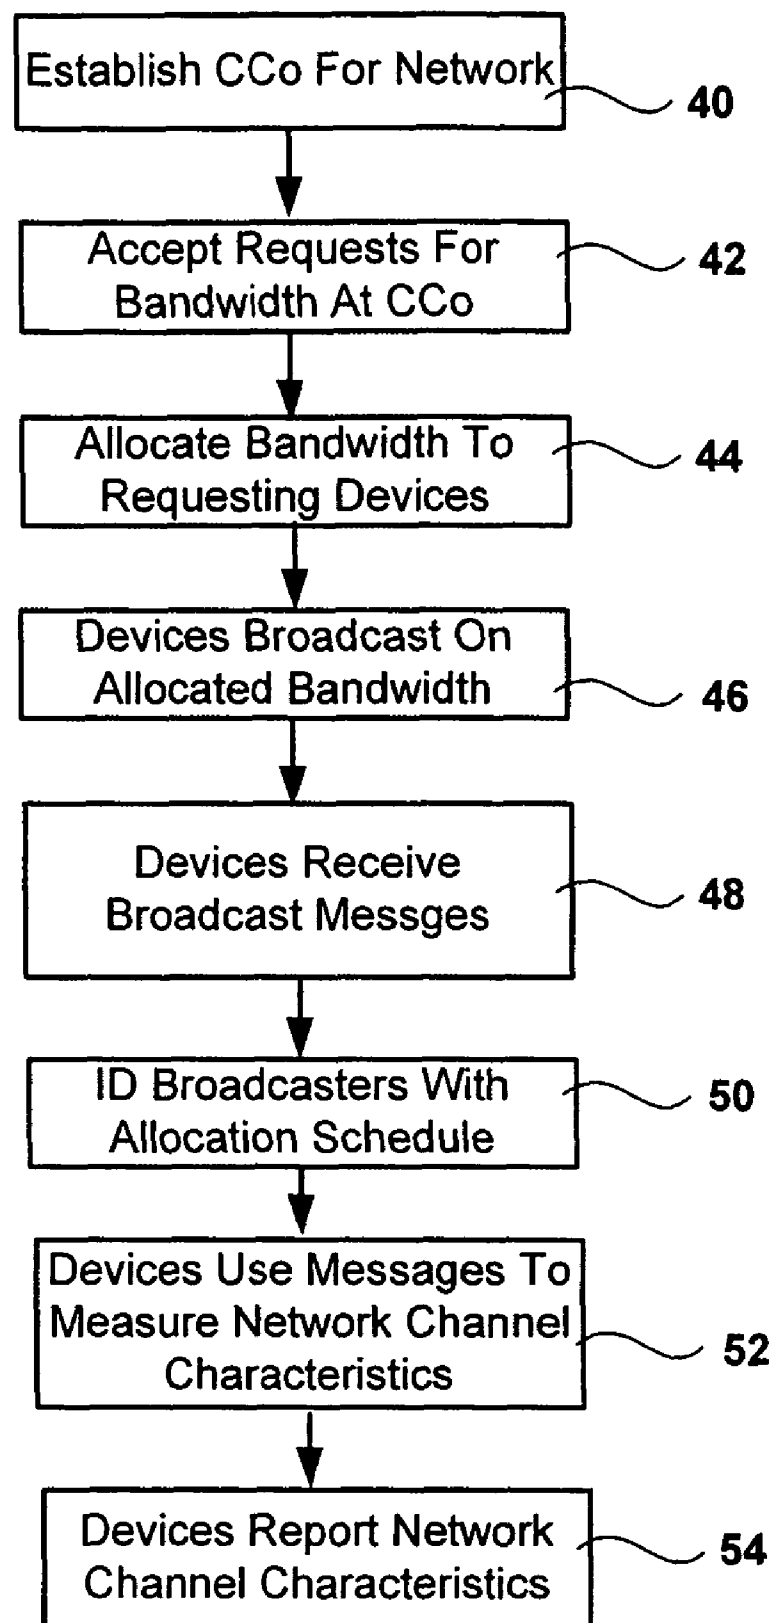 Establish CCo For Network
40
Accept Requests For
Bandwidth At CCo
42
Allocate Bandwidth To
Requesting Devices
44
Devices Broadcast On
Allocated Bandwidth
46
Devices Receive
Broadcast Messges
48
ID Broadcasters With
Allocation Schedule
50
Devices Use Messages To
Measure Network Channel
Characteristics
52
Devices Report Network
Channel Characteristics
54